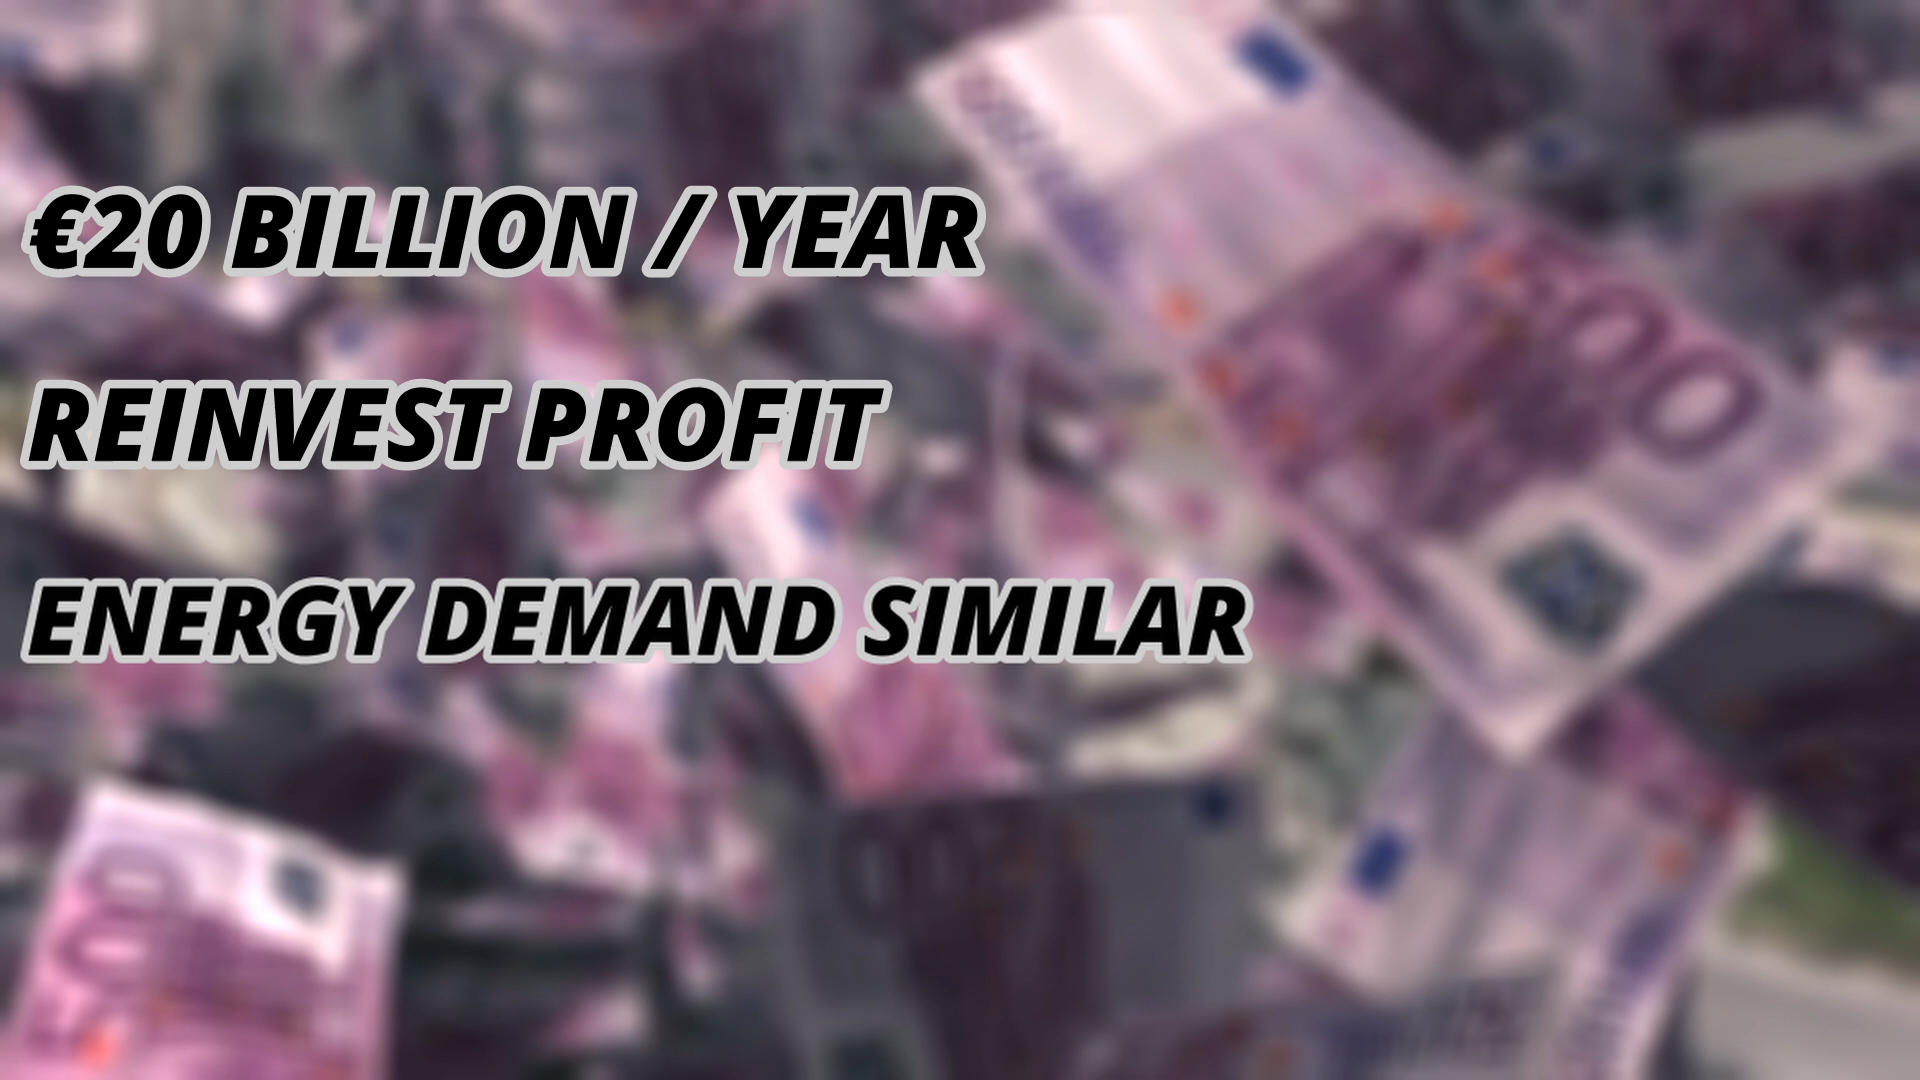 €20 BILLION / YEAR
REINVEST PROFIT
ENERGY DEMAND SIMILAR